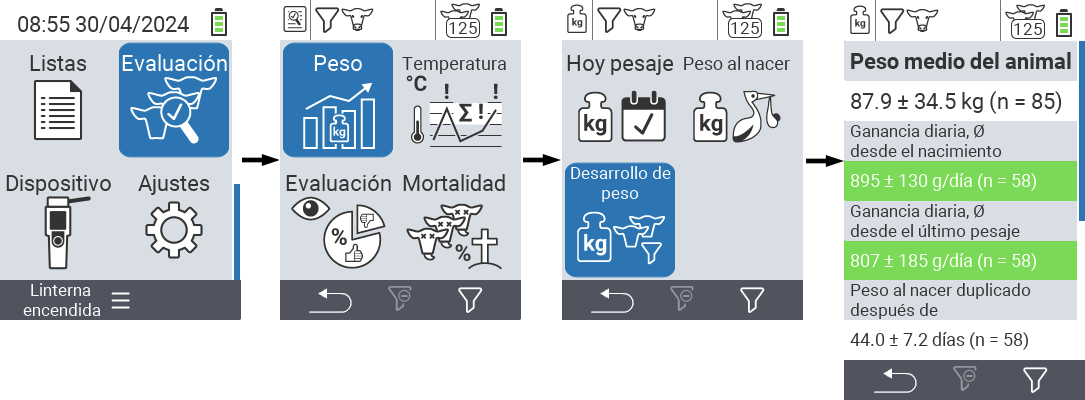 08:55 30/04/2024
Listas
Evaluación
Dispositivo
Ajustes
Linterna
encendida
125
Peso
Temperatura
°C
! !
Σ !
kg
Evaluación
Mortalidad
%
%
kg
125
Hoy pesaje
Peso al nacer
kg
kg
Desarrollo de
peso
kg
kg
125
Peso medio del animal
87.9 ± 34.5 kg (n = 85)
Ganancia diaria, Ø
desde el nacimiento
895 ± 130 g/día (n = 58)
Ganancia diaria, Ø
desde el último pesaje
807 ± 185 g/día (n = 58)
Peso al nacer duplicado
después de
44.0 ± 7.2 días (n = 58)